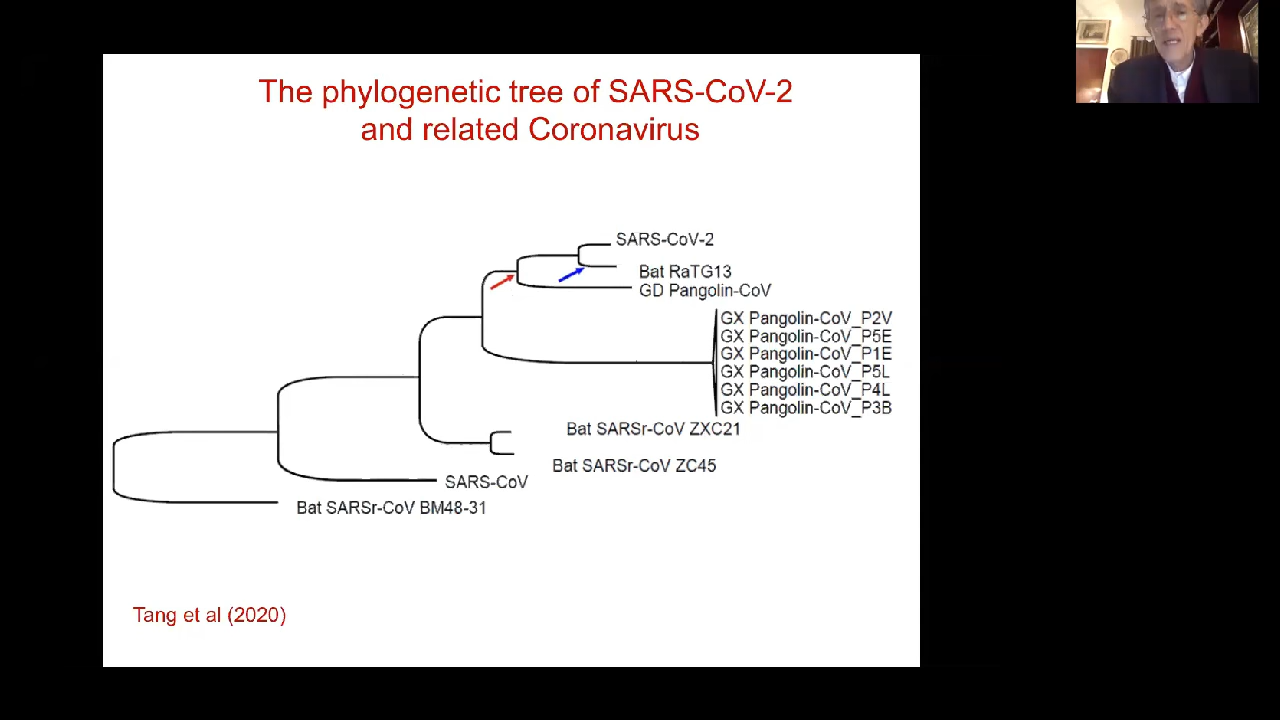 The phylogenetic tree of SARS-CoV-2
and related Coronavirus
SARS-CoV-2
Bat RaTG13
GD Pangolin-CoV
GX Pangolin-CoV_P2V
GX Pangolin-CoV_P5E
GX Pangolin-CoV_P1E
GX Pangolin-CoV_P5L
GX Pangolin-CoV_P4L
GX Pangolin-CoV_P3B
Bat SARSr-CoV ZXC21
Bat SARSr-CoV ZC45
SARS-CoV
Bat SARSr-CoV BM48-31
Tang et al (2020)